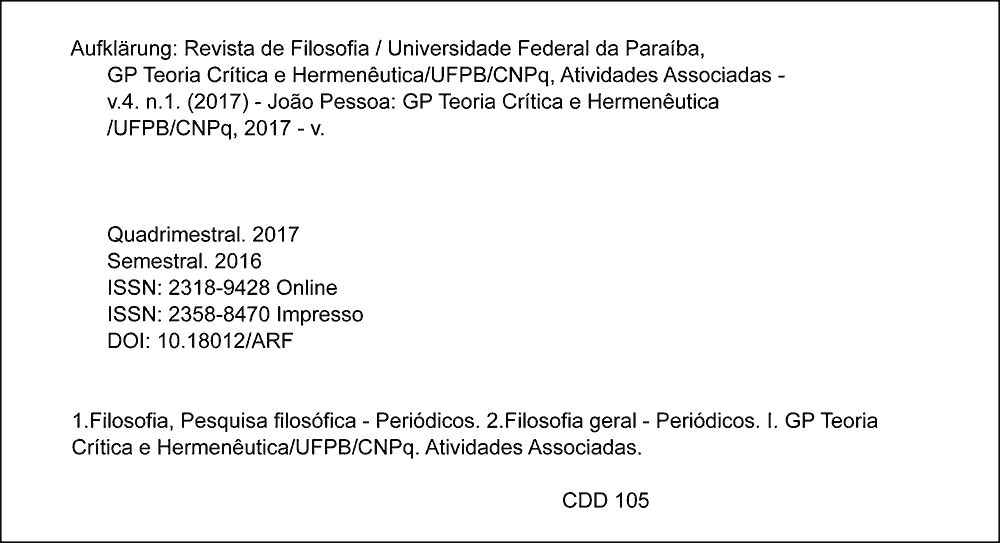 Aufklärung: Revista de Filosofia / Universidade Federal da Paraíba,
GP Teoria Crítica e Hermenêutica/UFPB/CNPq, Atividades Associadas -
v.4. n.1. (2017) - João Pessoa: GP Teoria Crítica e Hermenêutica
/UFPB/CNPq, 2017 - v.
Quadrimestral. 2017
Semestral. 2016
ISSN: 2318-9428 Online
ISSN: 2358-8470 Impresso
DOI: 10.18012/ARF
1.Filosofia, Pesquisa filosófica - Periódicos. 2.Filosofia geral - Periódicos. I. GP Teoria
Crítica e Hermenêutica/UFPB/CNPq. Atividades Associadas.
CDD 105